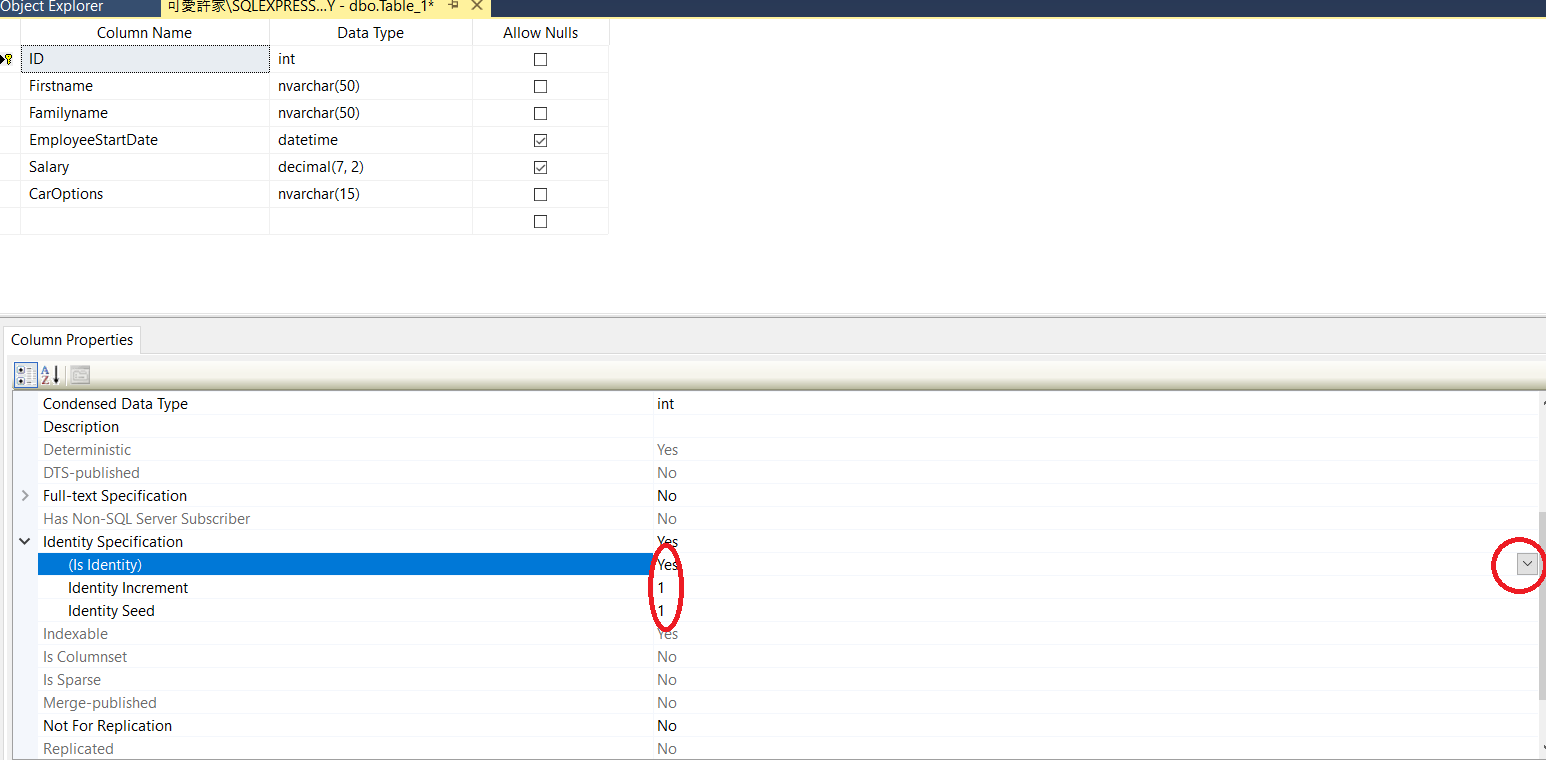 Object Explorer 可愛許家\SQLEXPRESS...Y - dbo.Table_1*
Column Name Data Type Allow Nulls
ID int
Firstname nvarchar(50)
Familyname nvarchar(50)
EmployeeStartDate datetime
Salary decimal(7, 2)
CarOptions nvarchar(15)
Column Properties
Condensed Data Type int
Description
Deterministic Yes
DTS-published No
Full-text Specification No
Has Non-SQL Server Subscriber No
Identity Specification Yes
(Is Identity) Yes
Identity Increment 1
Identity Seed 1
Indexable Yes
Is Columnset No
Is Sparse No
Merge-published No
Not For Replication No
Replicated No